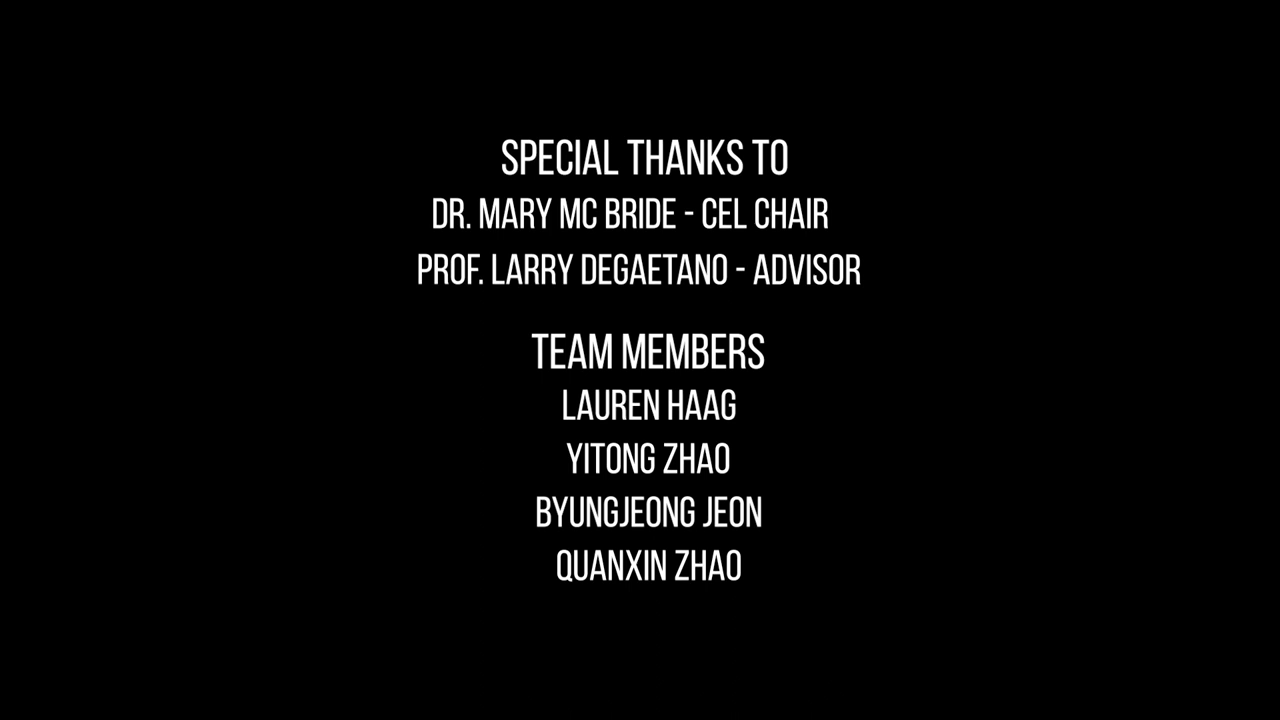 SPECIAL THANKS TO
DR. MARY MC BRIDE - CEL CHAIR
PROF. LARRY DEGAETANO - ADVISOR
TEAM MEMBERS
LAUREN HAAG
YITONG ZHAO
BYUNGJEONG JEON
QUANXIN ZHAO